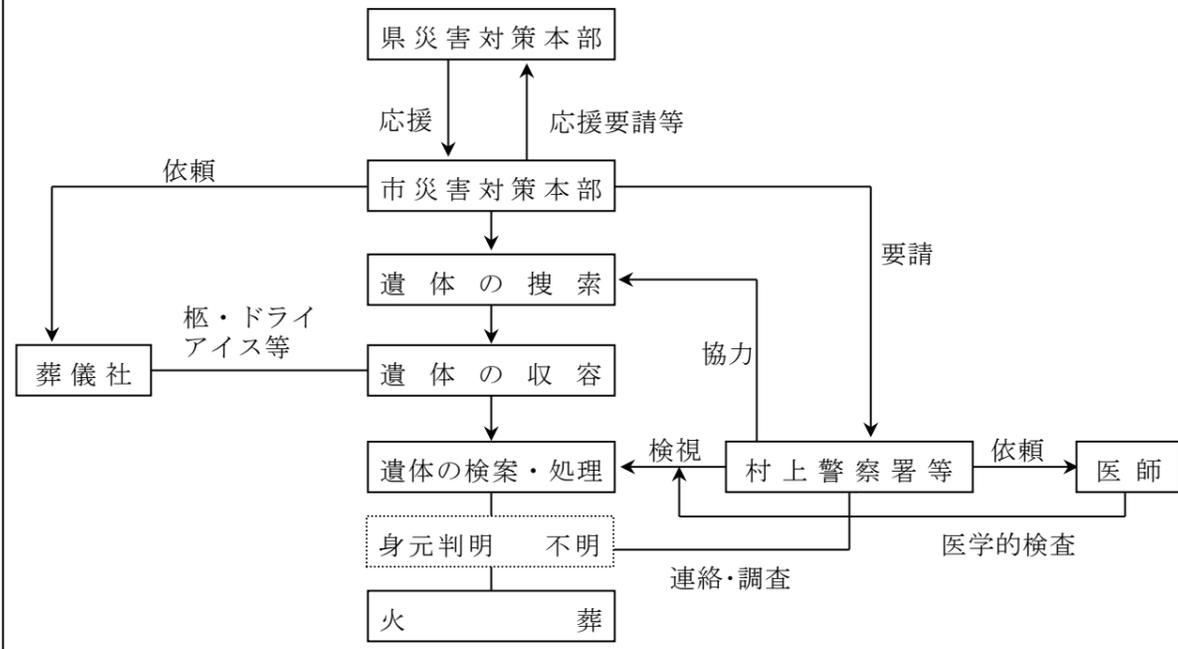 県災害対策本部
応援
応援要請等
依頼
市災害対策本部
要請
遺体の捜索
柩・ドライ
アイス等
協力
葬儀社
遺体の収容
検視
依頼
遺体の検案・処理
村上警察署等
医師
身元判明 不明
医学的検査
連絡・調査
火葬